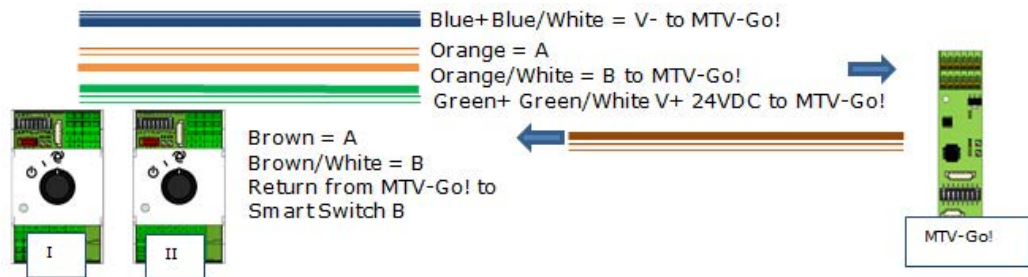 Blue+Blue/White = V- to MTV-Go!
Orange = A
Orange/White = B to MTV-Go!
Green+ Green/White V+ 24VDC to MTV-Go!
Brown = A
Brown/White = B
Return from MTV-Go! to
Smart Switch B
I
II
MTV-Go!